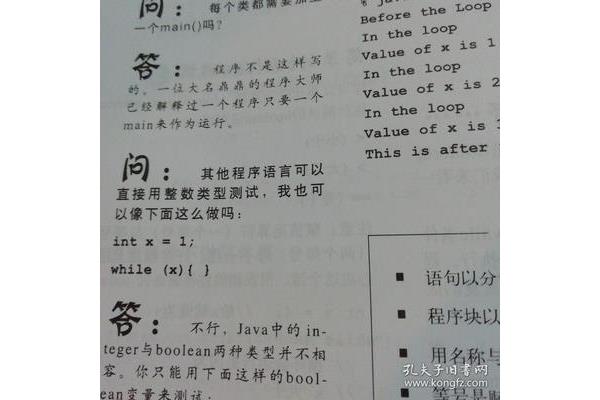 问：每个类都需要加上
一个main()吗？
答：程序不是这样写
的。一位大名鼎鼎的程序大师
已经解释过一个程序只要一个
main来作为运行。
问：其他程序语言可以
直接用整数类型测试，我也可
以像下面这么做吗：
int x = 1;
while (x){ }
答：不行，Java中的 in-
teger与boolean两种类型并不相
容。你只能用下面这样的bool-
ean变量来测试：
% java
Before the Loop
In the loop
Value of x is 1
In the loop
Value of x is 2
In the loop
Value of x is 3
This is after
■ 语句以分
■ 程序块以
■ 用名称与
■ 等号是赋
孔夫子旧书网
www.kongfz.com